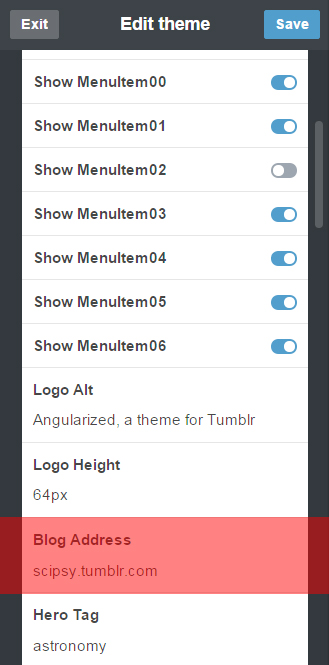 Exit Edit theme Save
Show MenuItem00
Show MenuItem01
Show MenuItem02
Show MenuItem03
Show MenuItem04
Show MenuItem05
Show MenuItem06
Logo Alt
Angularized, a theme for Tumblr
Logo Height
64px
Blog Address
scipsy.tumblr.com
Hero Tag
astronomy